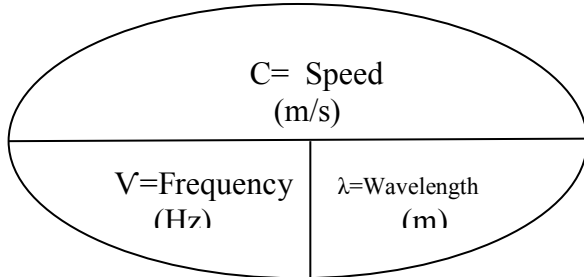 C= Speed
(m/s)
Ѵ=Frequency
(Hz)
λ=Wavelength
(m)